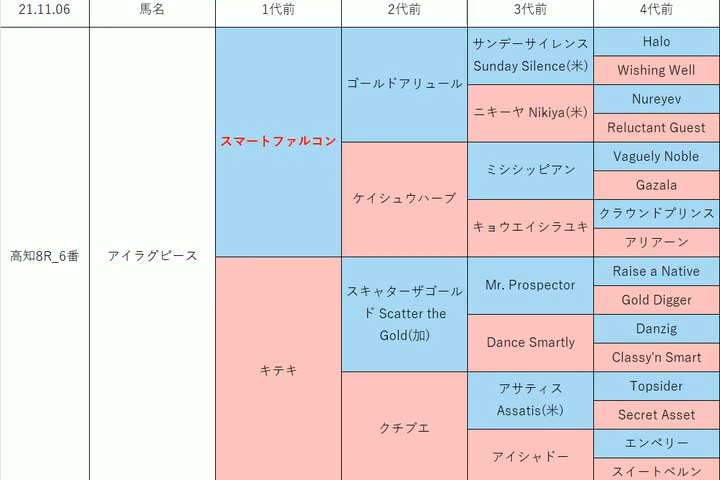 21.11.06 馬名 1代前 2代前 3代前 4代前
高知8R_6番
アイラグピース
スマートファルコン
キテキ
ゴールドアリュール
ケイシュウハーブ
スキャターザゴール
ド Scatter the
Gold(加)
クチブエ
サンデーサイレンス
Sunday Silence(米)
ニキーヤ Nikiya(米)
ミシシッピアン
キョウエイシラユキ
Mr. Prospector
Dance Smartly
アサティス
Assatis(米)
アイシャドー
Halo
Wishing Well
Nureyev
Reluctant Guest
Vaguely Noble
Gazala
クラウンドプリンス
アリアーン
Raise a Native
Gold Digger
Danzig
Classy'n Smart
Topsider
Secret Asset
エンペリー
スイートベルン